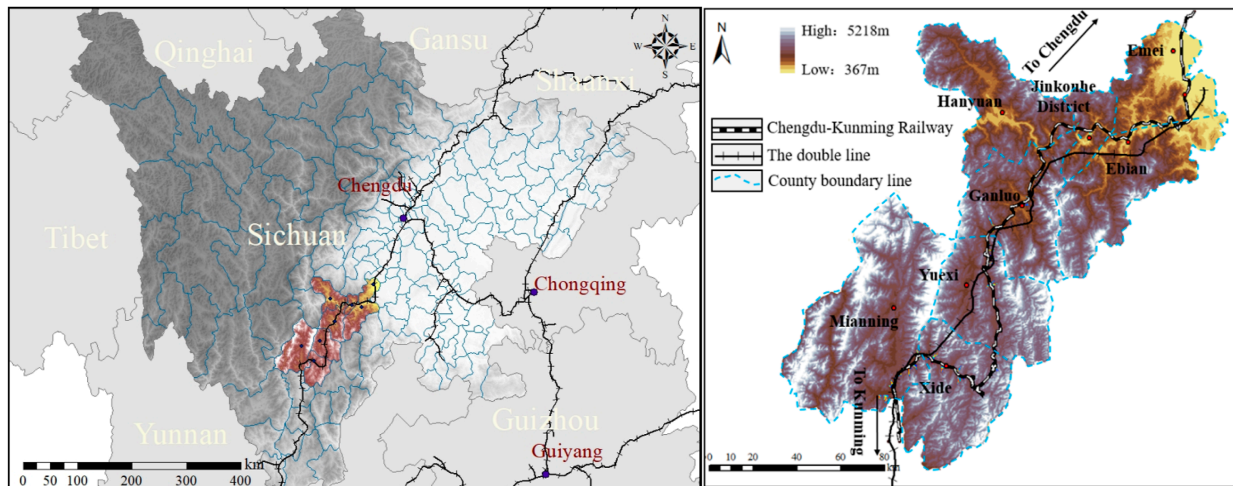 Qinghai
Gansu
N
W E
S
Shaanxi
Chengdu
Tibet
Sichuan
Chongqing
Yunnan
Guizhou
Guiyang
km
0 50 100 200 300 400
N
High: 5218m
Low: 367m
To Chengdu
Emei
Jinkouhe
District
Hanyuan
Chengdu-Kunming Railway
The double line
County boundary line
Ebian
Ganluo
Yuexi
Mianning
Xide
To Kunming
0 10 20 40 60 80
km